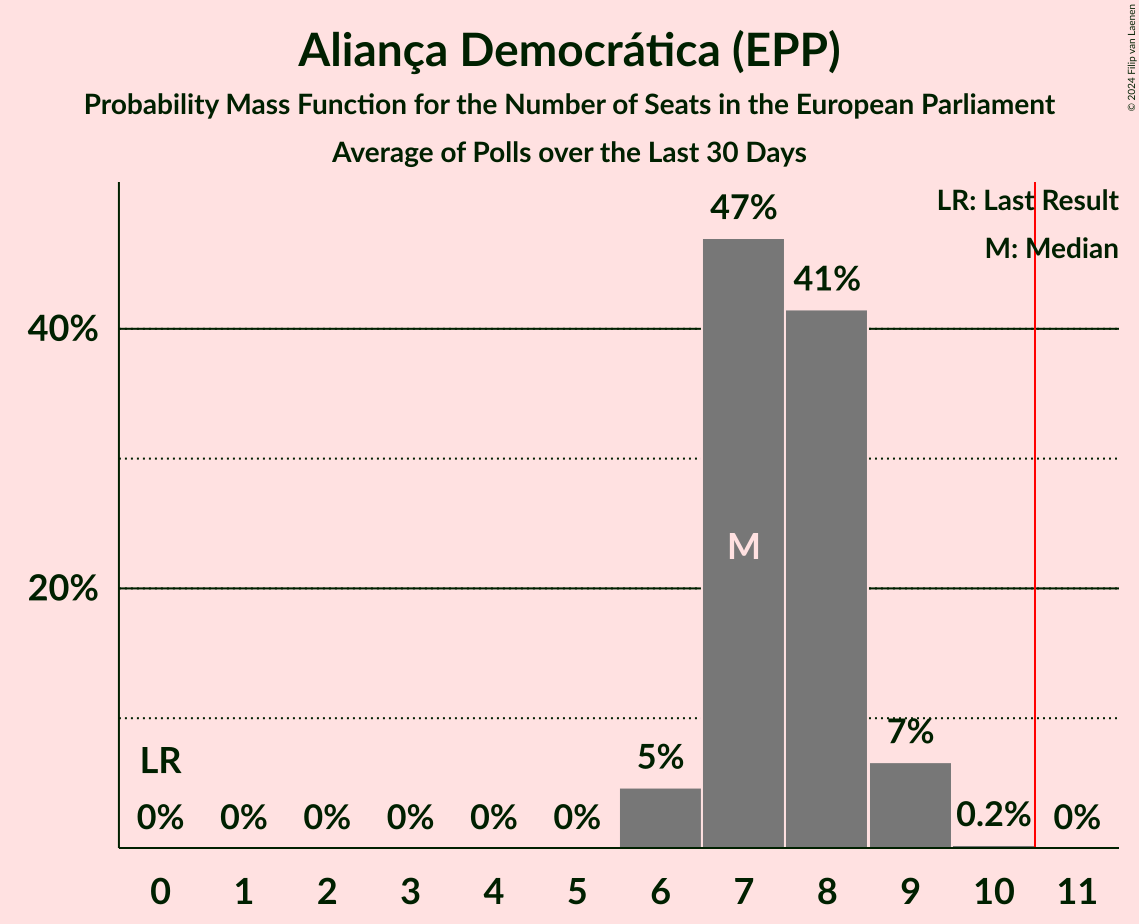 Aliança Democrática (EPP)
Probability Mass Function for the Number of Seats in the European Parliament
Average of Polls over the Last 30 Days
© 2024 Filip van Laenen
LR: Last Result
M: Median
47%
41%
40%
M
20%
LR
7%
5%
0% 0% 0% 0% 0% 0% 0.2% 0%
0 1 2 3 4 5 6 7 8 9 10 11